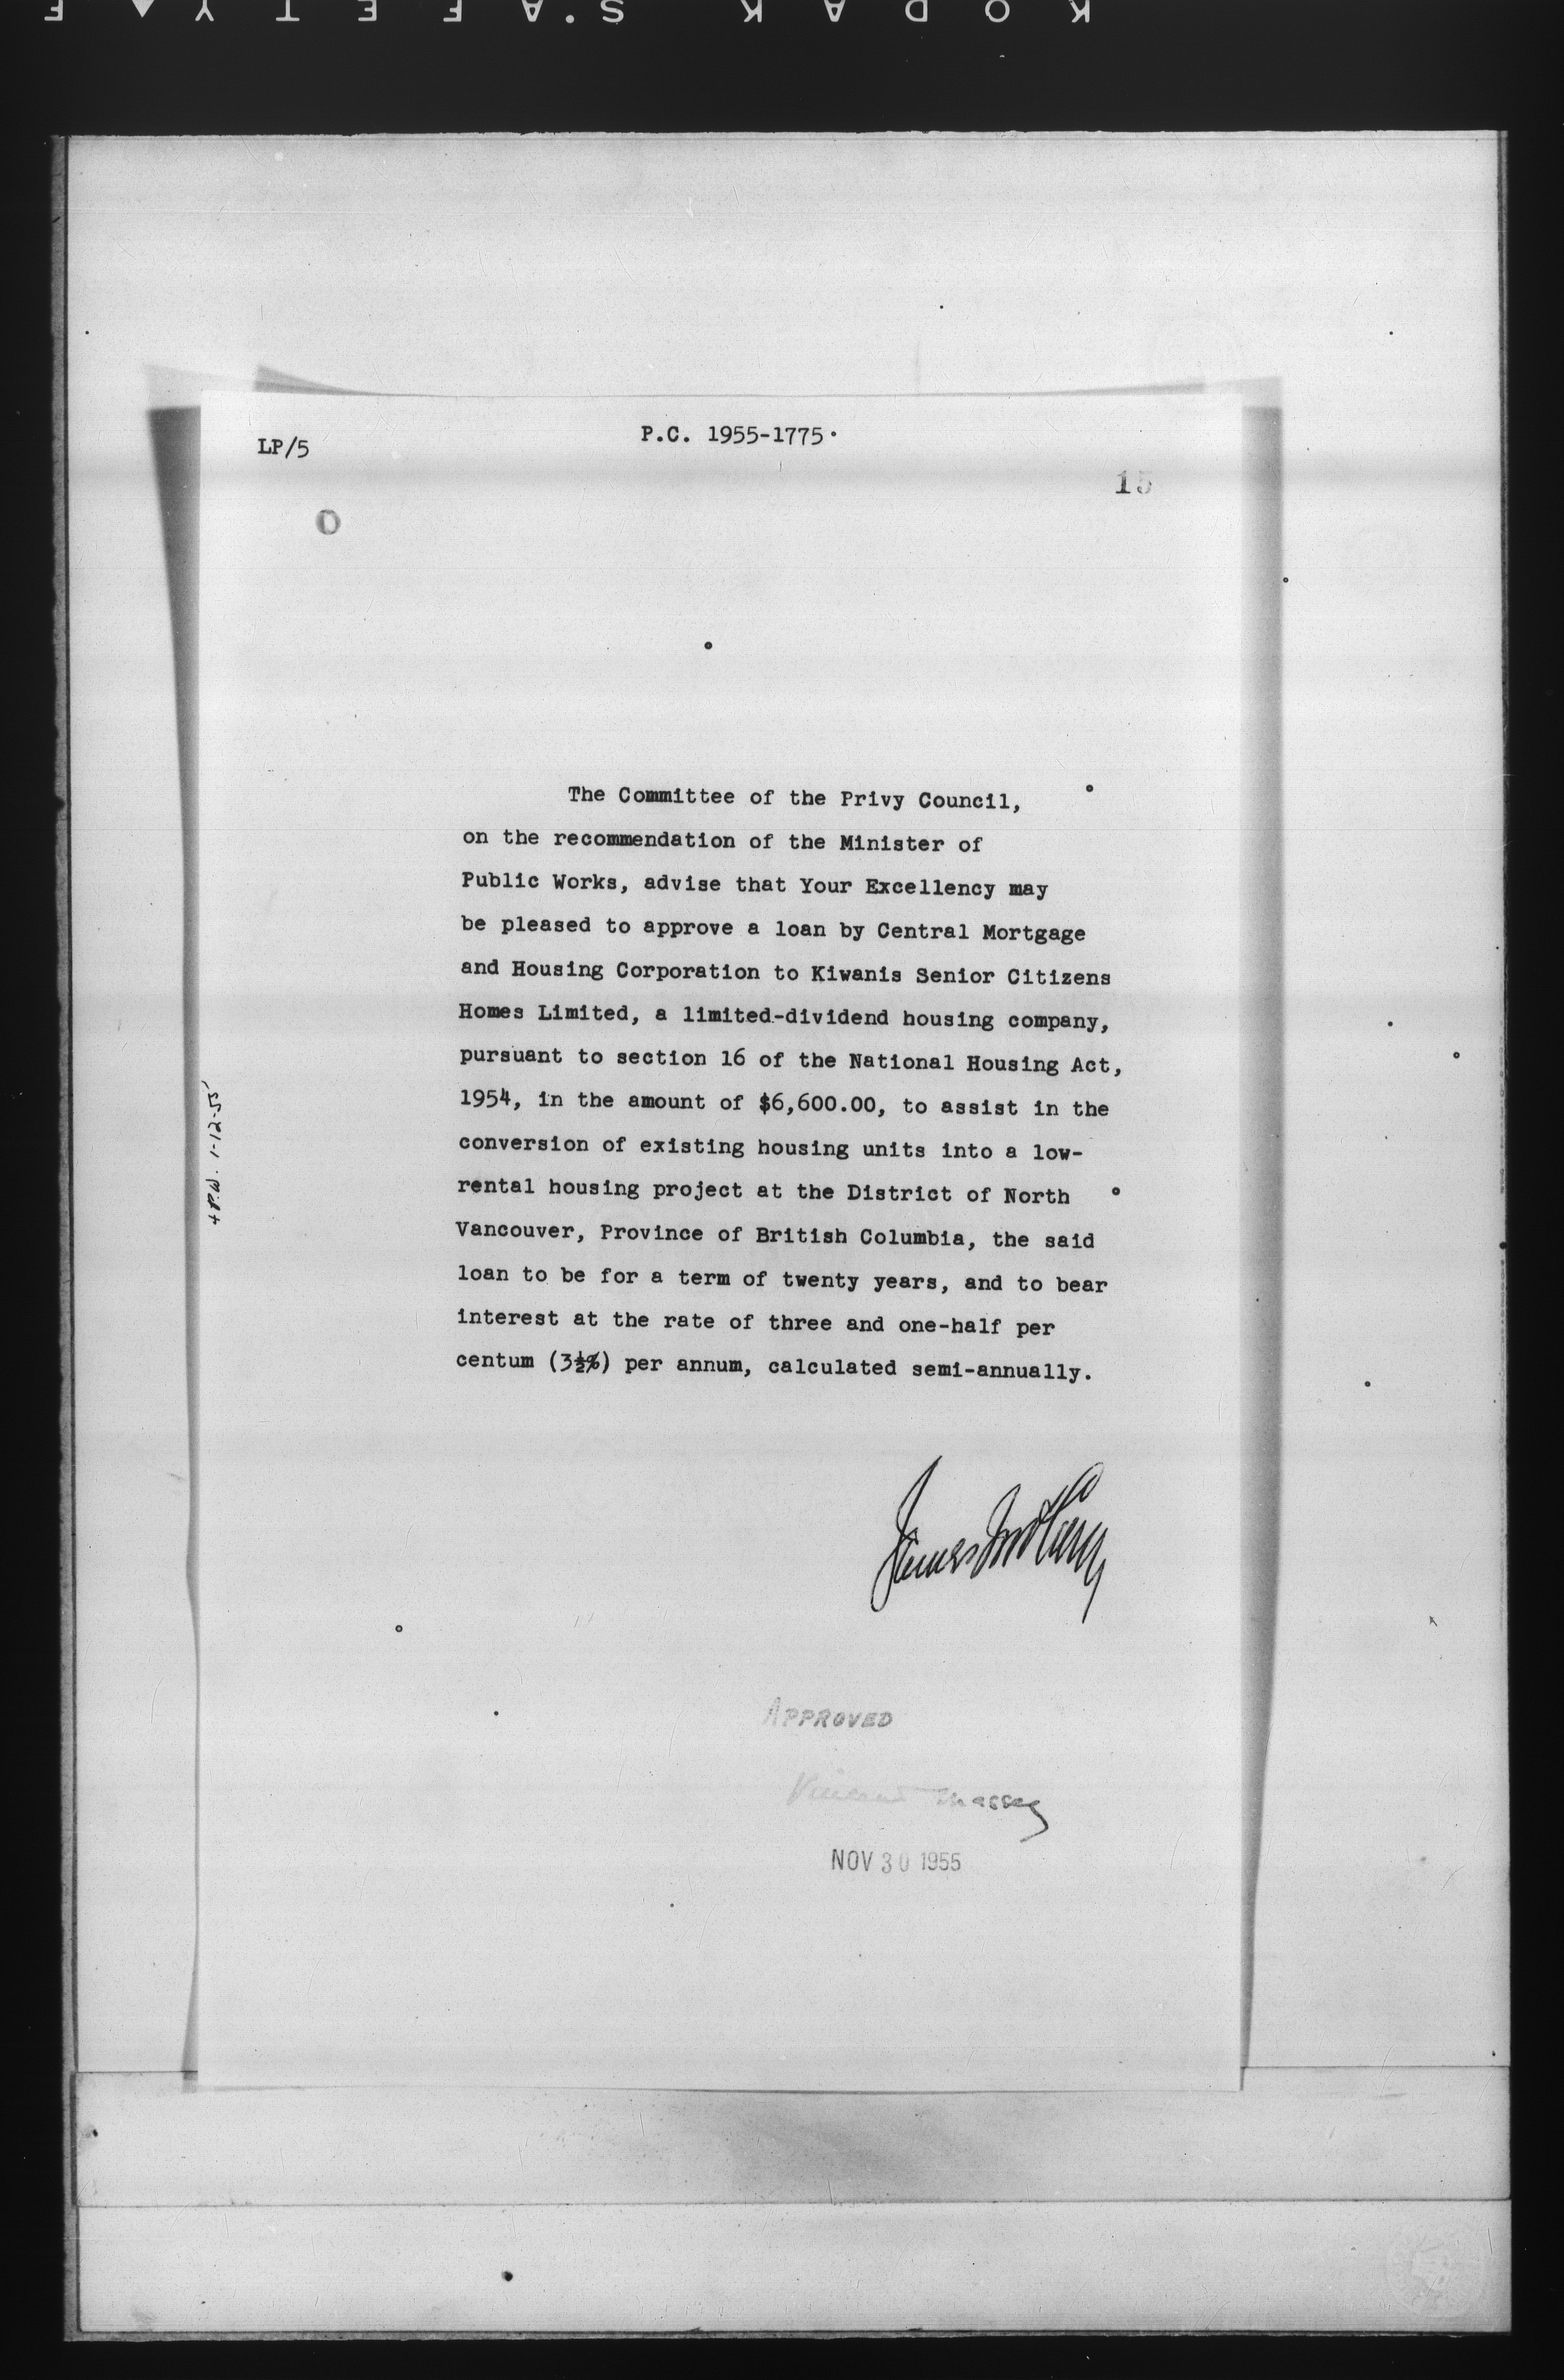 KODAK S.AFETY
LP/5
P.C. 1955-1775.
15
O
The Committee of the Privy Council,
on the recommendation of the Minister of
Public Works, advise that Your Excellency may
be pleased to approve a loan by Central Mortgage
and Housing Corporation to Kiwanis Senior Citizens
Homes Limited, a limited-dividend housing company,
pursuant to section 16 of the National Housing Act,
1954, in the amount of $6,600.00, to assist in the
conversion of existing housing units into a low-
rental housing project at the District of North
Vancouver, Province of British Columbia, the said
loan to be for a term of twenty years, and to bear
interest at the rate of three and one-half per
centum (3½%) per annum, calculated semi-annually.
1-12-55
James
APPROVED
Vincent Massey
NOV 30 1955